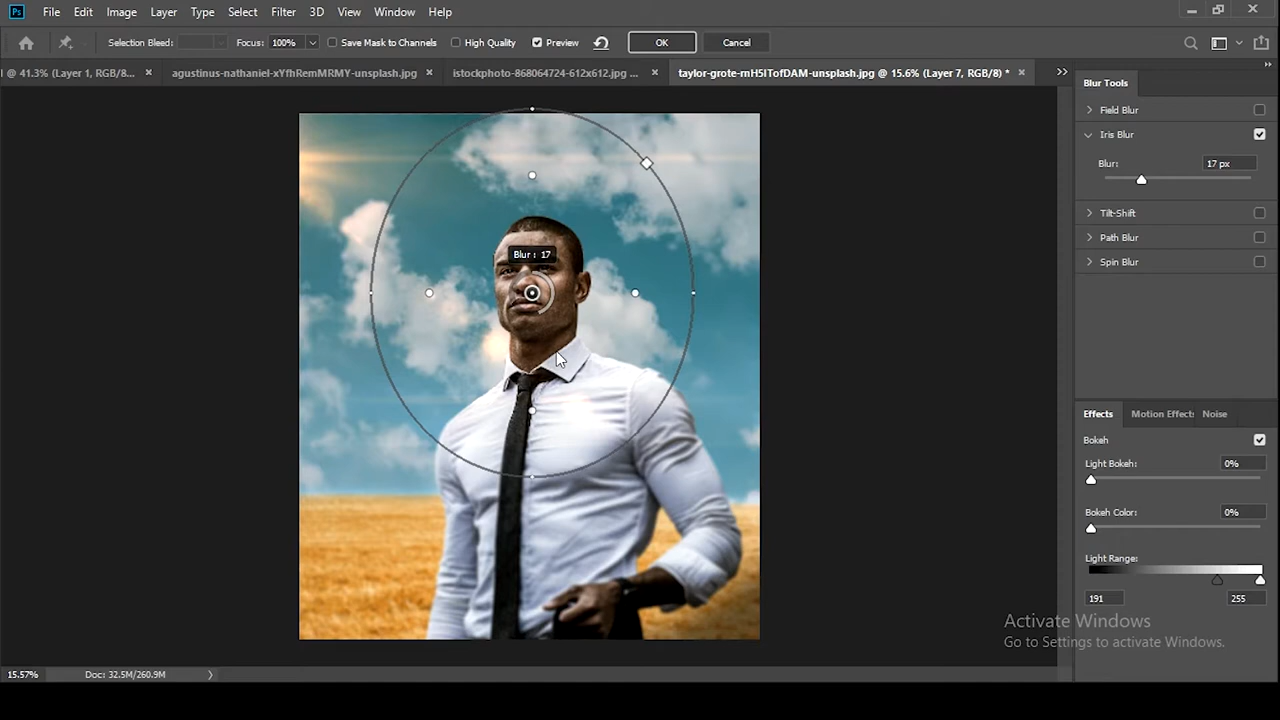 Ps File Edit Image Layer Type Select Filter 3D View Window Help
Selection Bleed: Focus: 100% Save Mask to Channels High Quality Preview OK Cancel
@ 41.3% (Layer 1, RGB/8... × agustinus-nathaniel-xYfhRemMRMY-unsplash.jpg × istockphoto-868064724-612x612.jpg ... × taylor-grote-mH5ITofDAM-unsplash.jpg @ 15.6% (Layer 7, RGB/8) * ×
Blur Tools
Field Blur
Iris Blur
Blur: 17 px
Tilt-Shift
Path Blur
Spin Blur
Blur : 17
Effects Motion Effects Noise
Bokeh
Light Bokeh: 0%
Bokeh Color: 0%
Light Range:
191 255
Activate Windows
Go to Settings to activate Windows.
15.57% Doc: 32.5M/260.9M